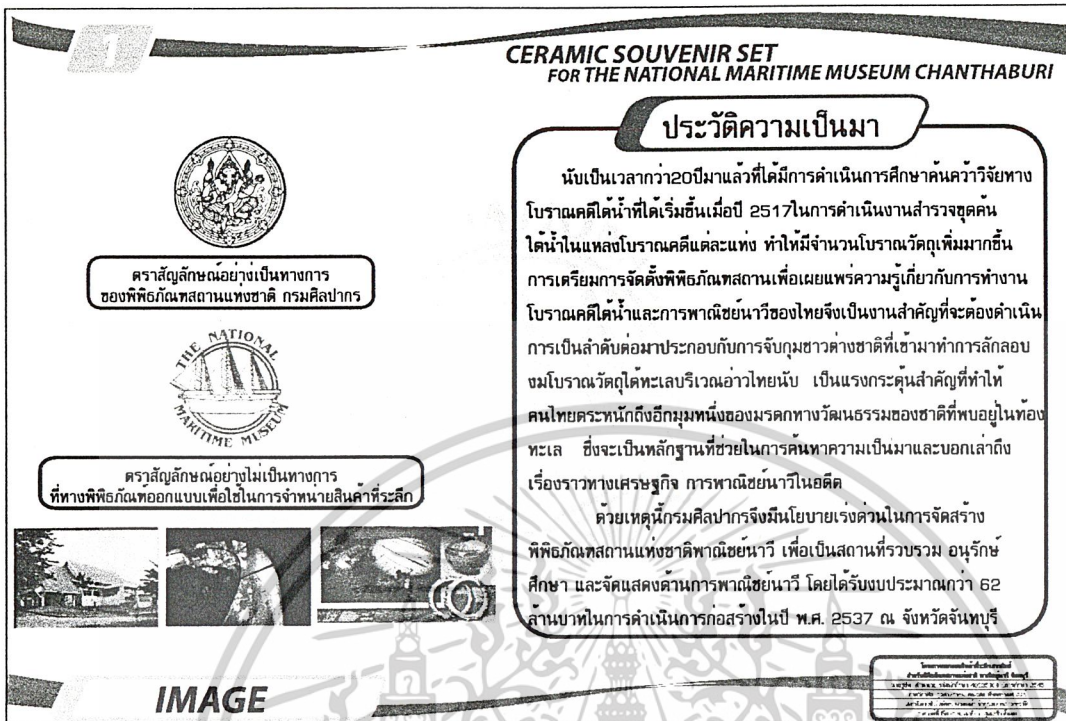 1
CERAMIC SOUVENIR SET
FOR THE NATIONAL MARITIME MUSEUM CHANTHABURI
ตราสัญลักษณ์อย่างเป็นทางการ
ของพิพิธภัณฑสถานแห่งชาติ กรมศิลปากร
THE NATIONAL
MARITIME MUSEUM
ตราสัญลักษณ์อย่างไม่เป็นทางการ
ที่ทางพิพิธภัณฑ์ออกแบบเพื่อใช้ในการจำหน่ายสินค้าที่ระลึก
ประวัติความเป็นมา
นับเป็นเวลากว่า20ปีมาแล้วที่ได้มีการดำเนินการศึกษาค้นคว้าวิจัยทาง
โบราณคดีใต้น้ำที่ได้เริ่มขึ้นเมื่อปี 2517ในการดำเนินงานสำรวจขุดค้น
ใต้น้ำในแหล่งโบราณคดีแต่ละแห่ง ทำให้มีจำนวนโบราณวัตถุเพิ่มมากขึ้น
การเตรียมการจัดตั้งพิพิธภัณฑสถานเพื่อเผยแพร่ความรู้เกี่ยวกับการทำงาน
โบราณคดีใต้น้ำและการพาณิชย์นาวีของไทยจึงเป็นงานสำคัญที่จะต้องดำเนิน
การเป็นลำดับต่อมาประกอบกับการจับกุมชาวต่างชาติที่เข้ามาทำการลักลอบ
งมโบราณวัตถุใต้ทะเลบริเวณอ่าวไทยนับ เป็นแรงกระตุ้นสำคัญที่ทำให้
คนไทยตระหนักถึงอีกมุมหนึ่งของมรดกทางวัฒนธรรมของชาติที่พบอยู่ในท้อง
ทะเล ซึ่งจะเป็นหลักฐานที่ช่วยในการค้นหาความเป็นมาและบอกเล่าถึง
เรื่องราวทางเศรษฐกิจ การพาณิชย์นาวีในอดีต
ด้วยเหตุนี้กรมศิลปากรจึงมีนโยบายเร่งด่วนในการจัดสร้าง
พิพิธภัณฑสถานแห่งชาติพาณิชย์นาวี เพื่อเป็นสถานที่รวบรวม อนุรักษ์
ศึกษา และจัดแสดงด้านการพาณิชย์นาวี โดยได้รับงบประมาณกว่า 62
ล้านบาทในการดำเนินการก่อสร้างในปี พ.ศ. 2537 ณ จังหวัดจันทบุรี
IMAGE